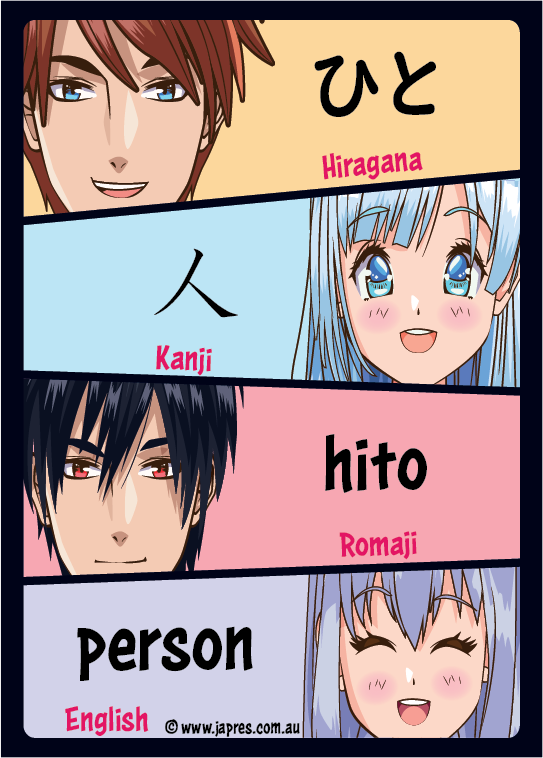 ひと
Hiragana
人
Kanji
hito
Romaji
person
English
© www.japres.com.au